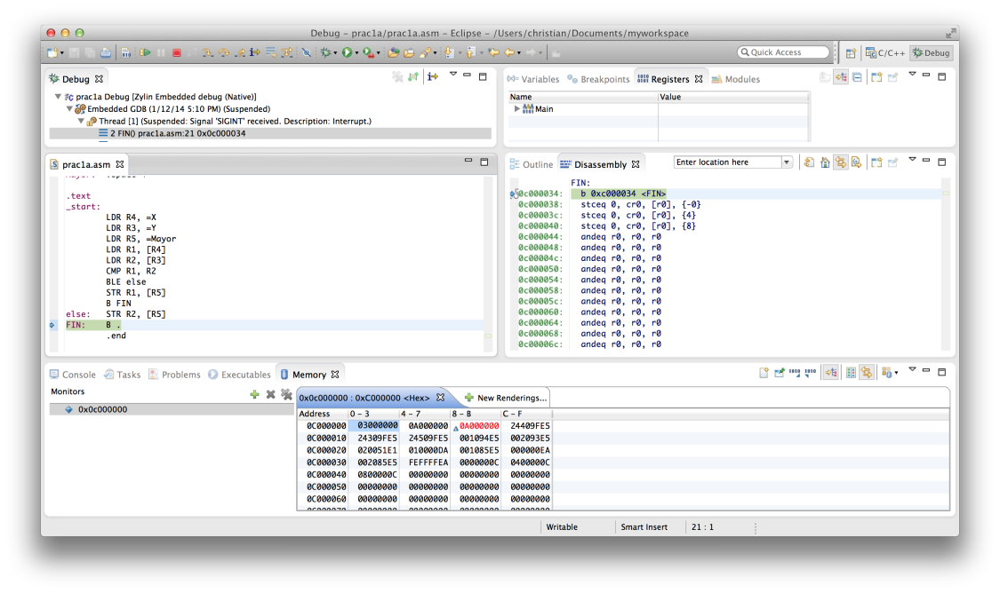 Debug - prac1a/prac1a.asm - Eclipse - /Users/christian/Documents/myworkspace
Quick Access
C/C++
Debug
Debug
prac1a Debug [Zylin Embedded debug (Native)]
Embedded GDB (1/12/14 5:10 PM) (Suspended)
Thread [1] (Suspended: Signal 'SIGINT' received. Description: Interrupt.)
2 FIN() prac1a.asm:21 0x0c000034
Variables Breakpoints Registers Modules
Name Value
Main
prac1a.asm
.text
_start:
LDR R4, =X
LDR R3, =Y
LDR R5, =Mayor
LDR R1, [R4]
LDR R2, [R3]
CMP R1, R2
BLE else
STR R1, [R5]
B FIN
else: STR R2, [R5]
FIN: B .
.end
Outline Disassembly Enter location here
FIN:
0c000034: b 0xc000034 <FIN>
0c000038: stceq 0, cr0, [r0], {-0}
0c00003c: stceq 0, cr0, [r0], {4}
0c000040: stceq 0, cr0, [r0], {8}
0c000044: andeq r0, r0, r0
0c000048: andeq r0, r0, r0
0c00004c: andeq r0, r0, r0
0c000050: andeq r0, r0, r0
0c000054: andeq r0, r0, r0
0c000058: andeq r0, r0, r0
0c00005c: andeq r0, r0, r0
0c000060: andeq r0, r0, r0
0c000064: andeq r0, r0, r0
0c000068: andeq r0, r0, r0
0c00006c: andeq r0, r0, r0
Console Tasks Problems Executables Memory
Monitors
0x0c000000
0x0c000000 : 0xC000000 <Hex> New Renderings...
Address 0 - 3 4 - 7 8 - B C - F
0C000000 03000000 0A000000 0A000000 24409FE5
0C000010 24309FE5 24509FE5 001094E5 002093E5
0C000020 020051E1 010000DA 001085E5 000000EA
0C000030 002085E5 FEFFFFEA 0000000C 0400000C
0C000040 0800000C 00000000 00000000 00000000
0C000050 00000000 00000000 00000000 00000000
0C000060 00000000 00000000 00000000 00000000
Writable Smart Insert 21 : 1